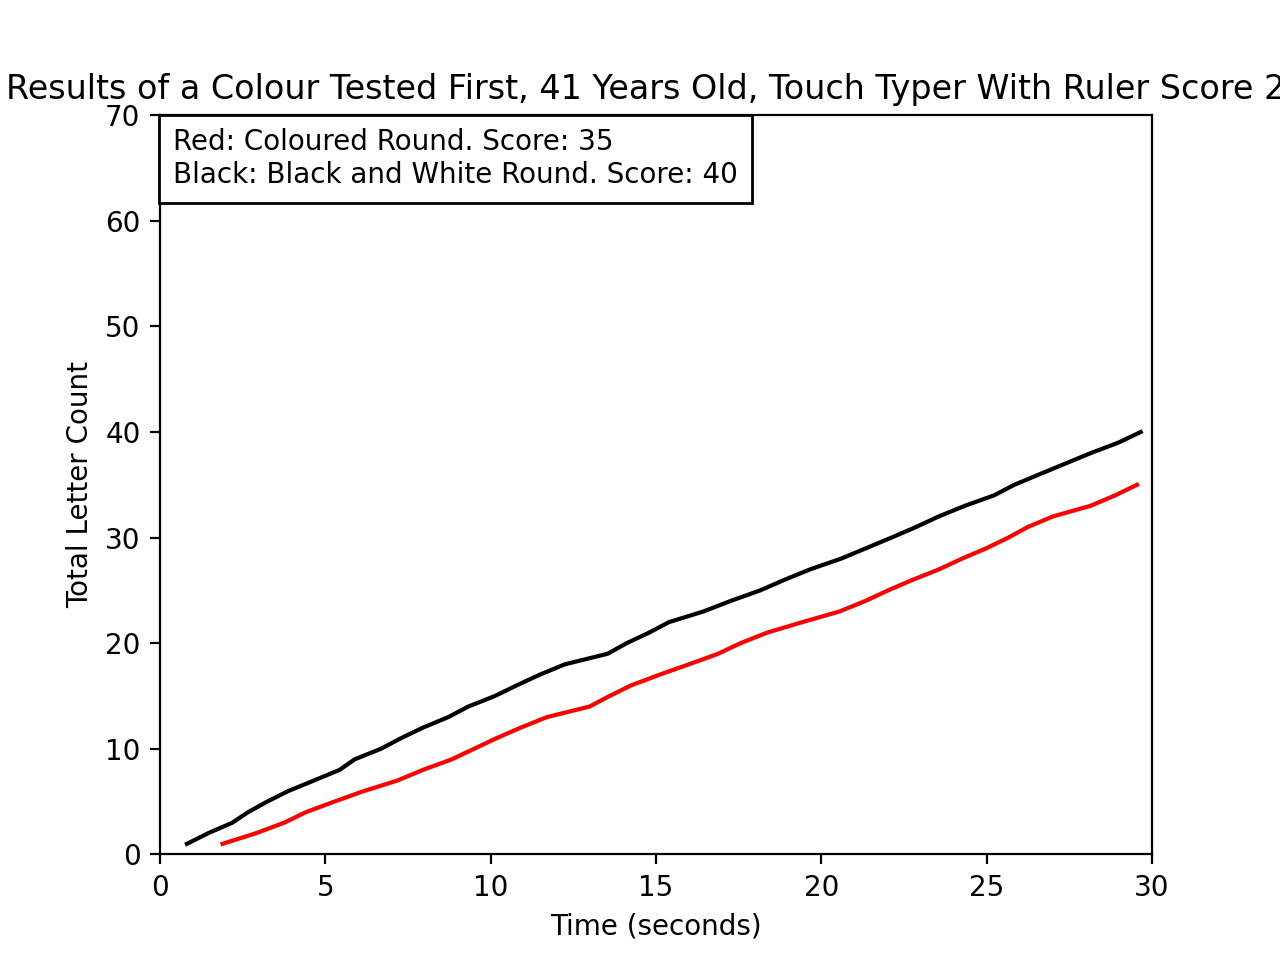 Results of a Colour Tested First, 41 Years Old, Touch Typer With Ruler Score 2
70
Red: Coloured Round. Score: 35
Black: Black and White Round. Score: 40
60
50
40
30
20
10
0
Total Letter Count
0 5 10 15 20 25 30
Time (seconds)